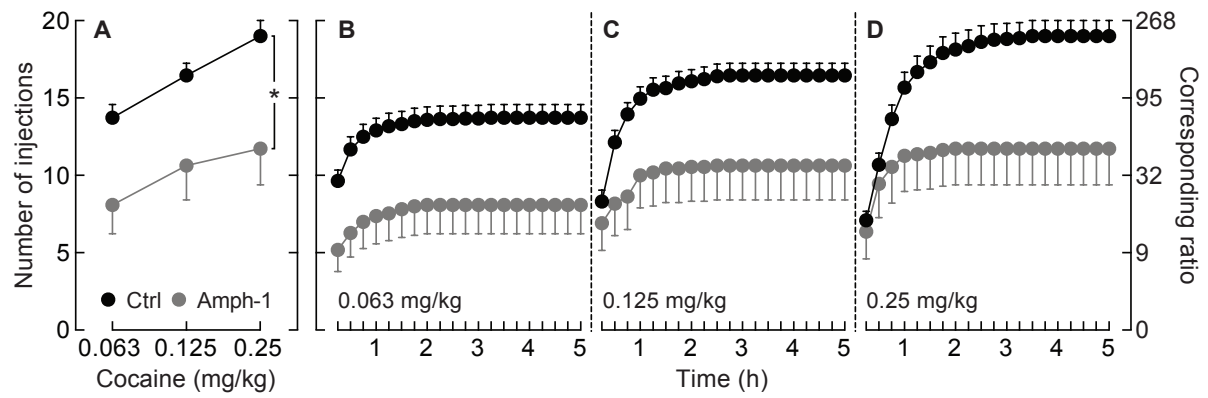 A
B
C
D
Number of injections
20
15
10
5
0
*
Ctrl
Amph-1
0.063 0.125 0.25
Cocaine (mg/kg)
0.063 mg/kg
0.125 mg/kg
0.25 mg/kg
1 2 3 4 5
1 2 3 4 5
1 2 3 4 5
Time (h)
268
95
32
9
0
Corresponding ratio